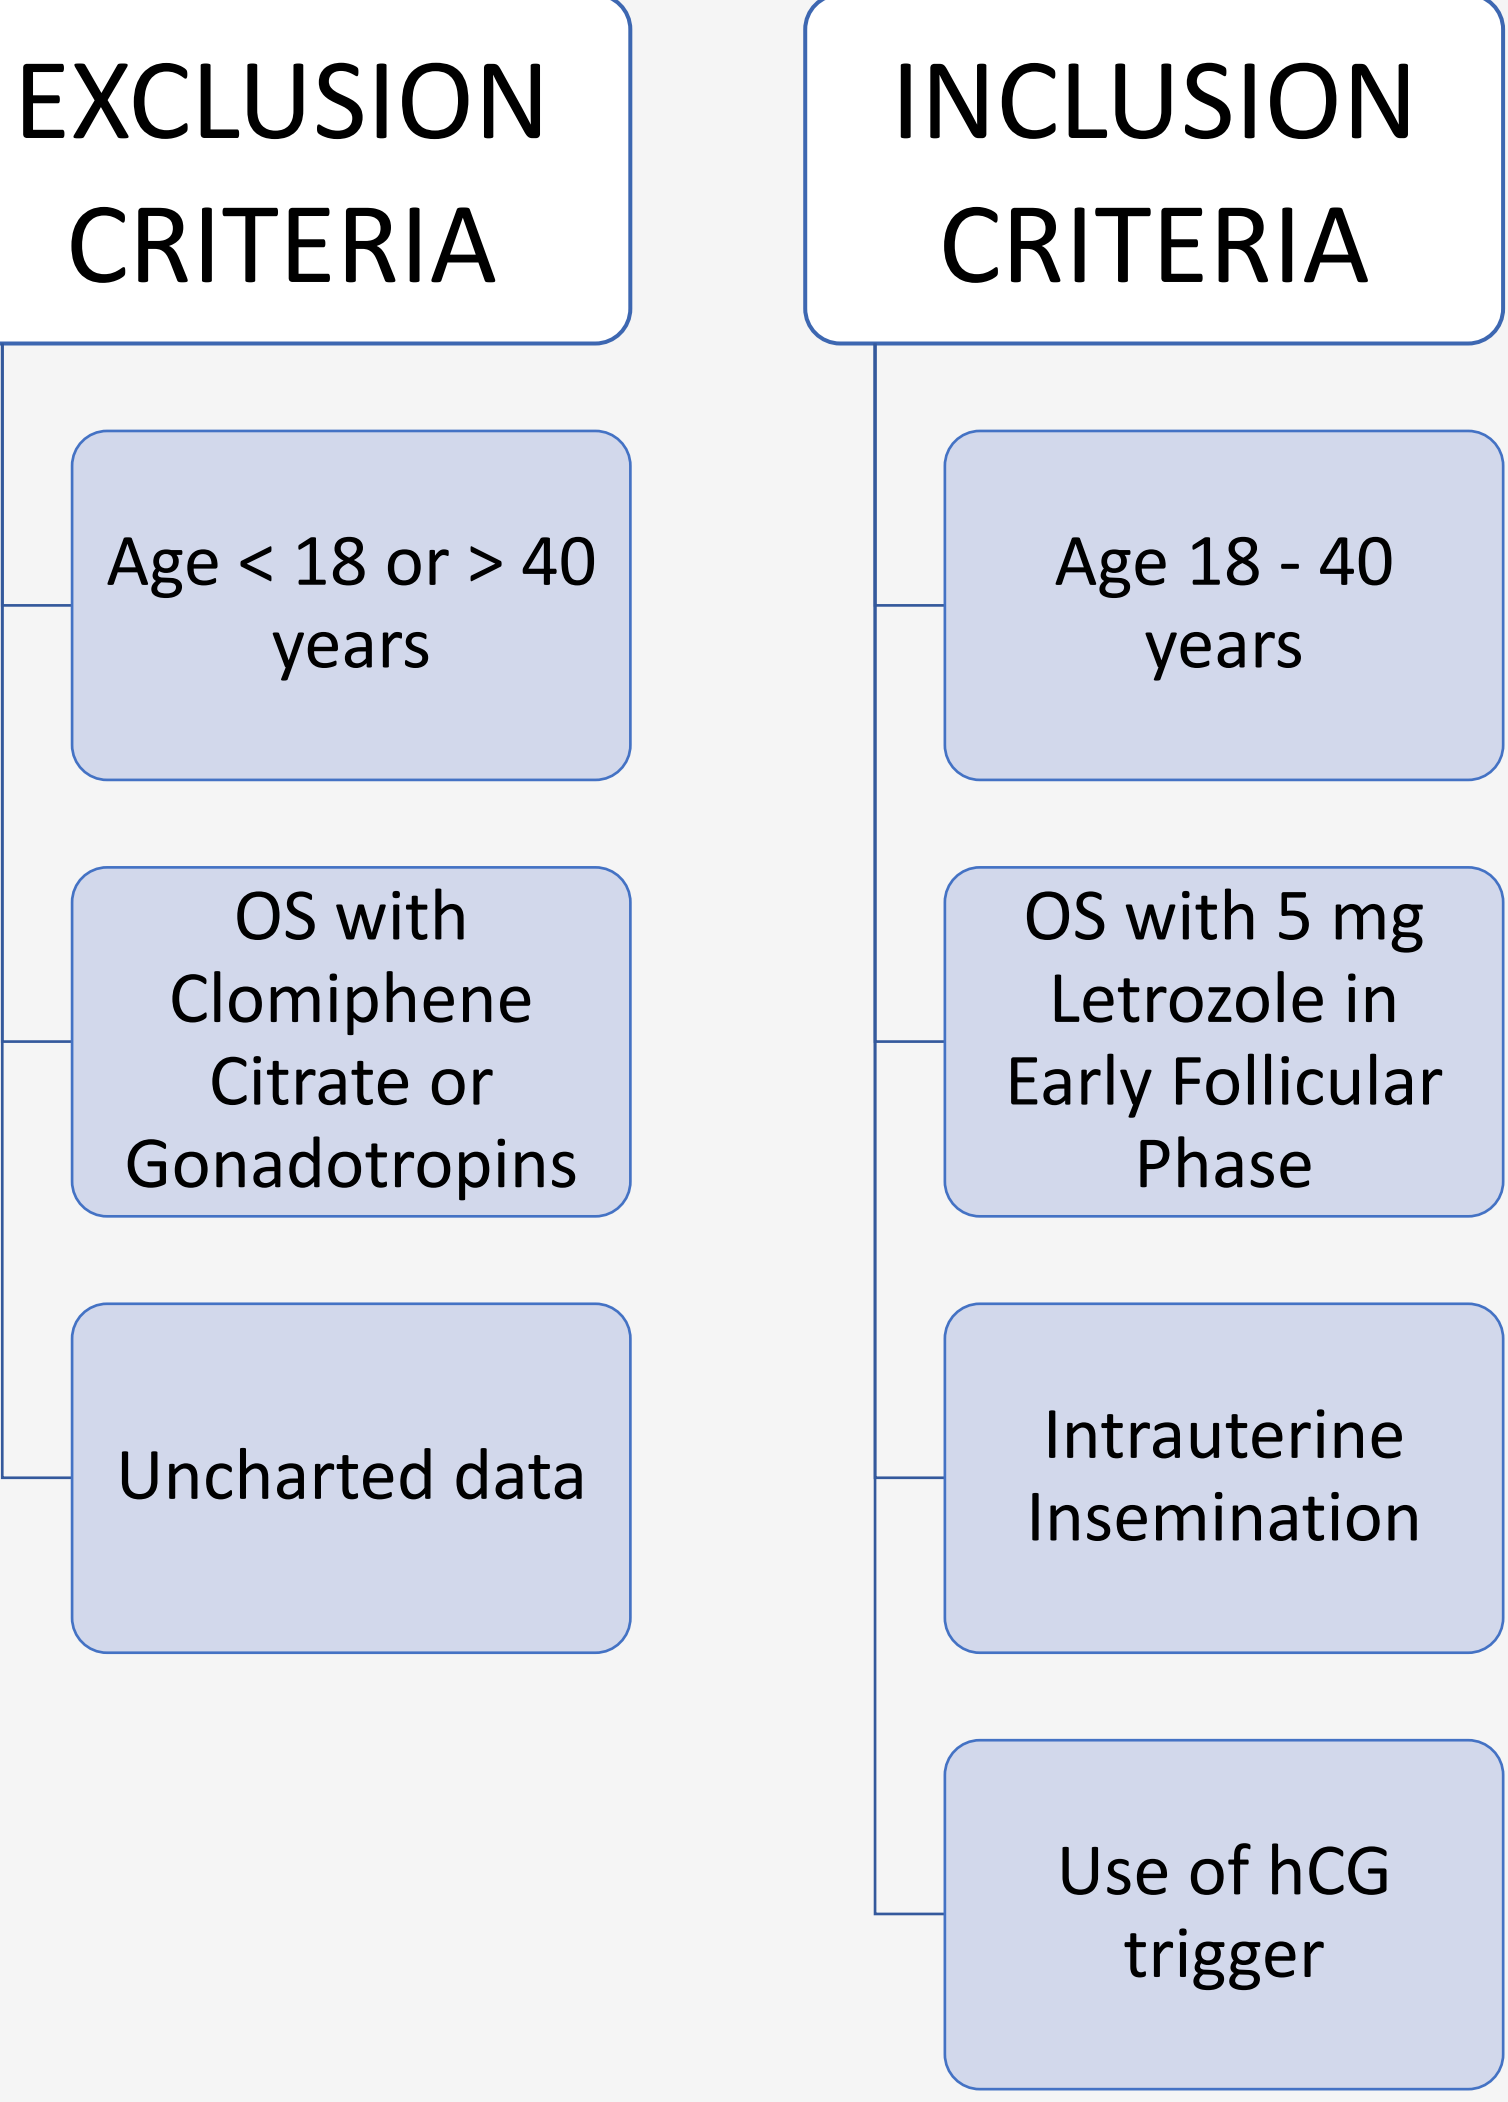 EXCLUSION
CRITERIA
Age < 18 or > 40
years
OS with
Clomiphene
Citrate or
Gonadotropins
Uncharted data
INCLUSION
CRITERIA
Age 18 - 40
years
OS with 5 mg
Letrozole in
Early Follicular
Phase
Intrauterine
Insemination
Use of hCG
trigger